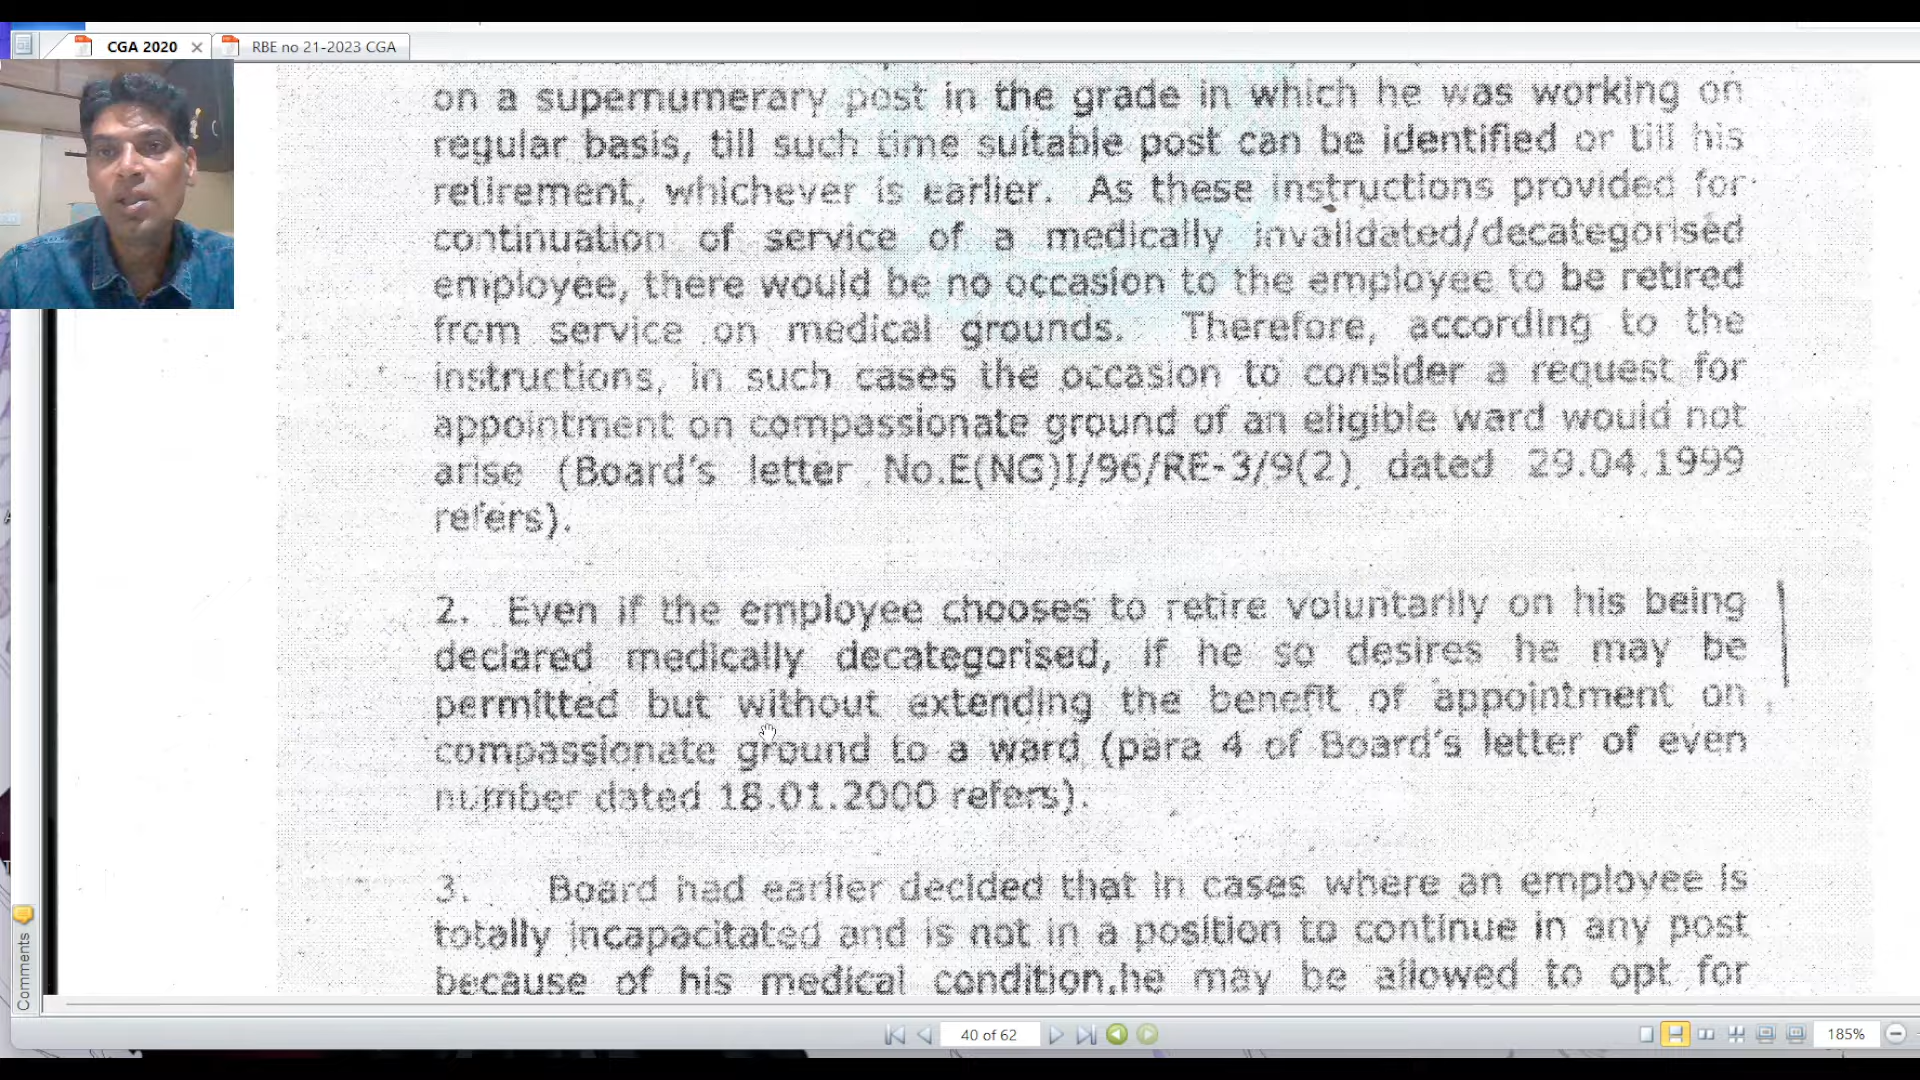 CGA 2020
RBE no 21-2023 CGA
on a supernumerary post in the grade in which he was working on
regular basis, till such time suitable post can be identified or till his
retirement, whichever is earlier. As these instructions provided for
continuation of service of a medically invalidated/decategorised
employee, there would be no occasion to the employee to be retired
from service on medical grounds. Therefore, according to the
instructions, in such cases the occasion to consider a request for
appointment on compassionate ground of an eligible ward would not
arise (Board's letter No.E(NG)I/96/RE-3/9(2) dated 29.04.1999
refers).
2. Even if the employee chooses to retire voluntarily on his being
declared medically decategorised, if he so desires he may be
permitted but without extending the benefit of appointment on
compassionate ground to a ward (para 4 of Board's letter of even
number dated 18.01.2000 refers).
3. Board had earlier decided that in cases where an employee is
totally incapacitated and is not in a position to continue in any post
because of his medical condition,he may be allowed to opt for
Comments
40 of 62
185%